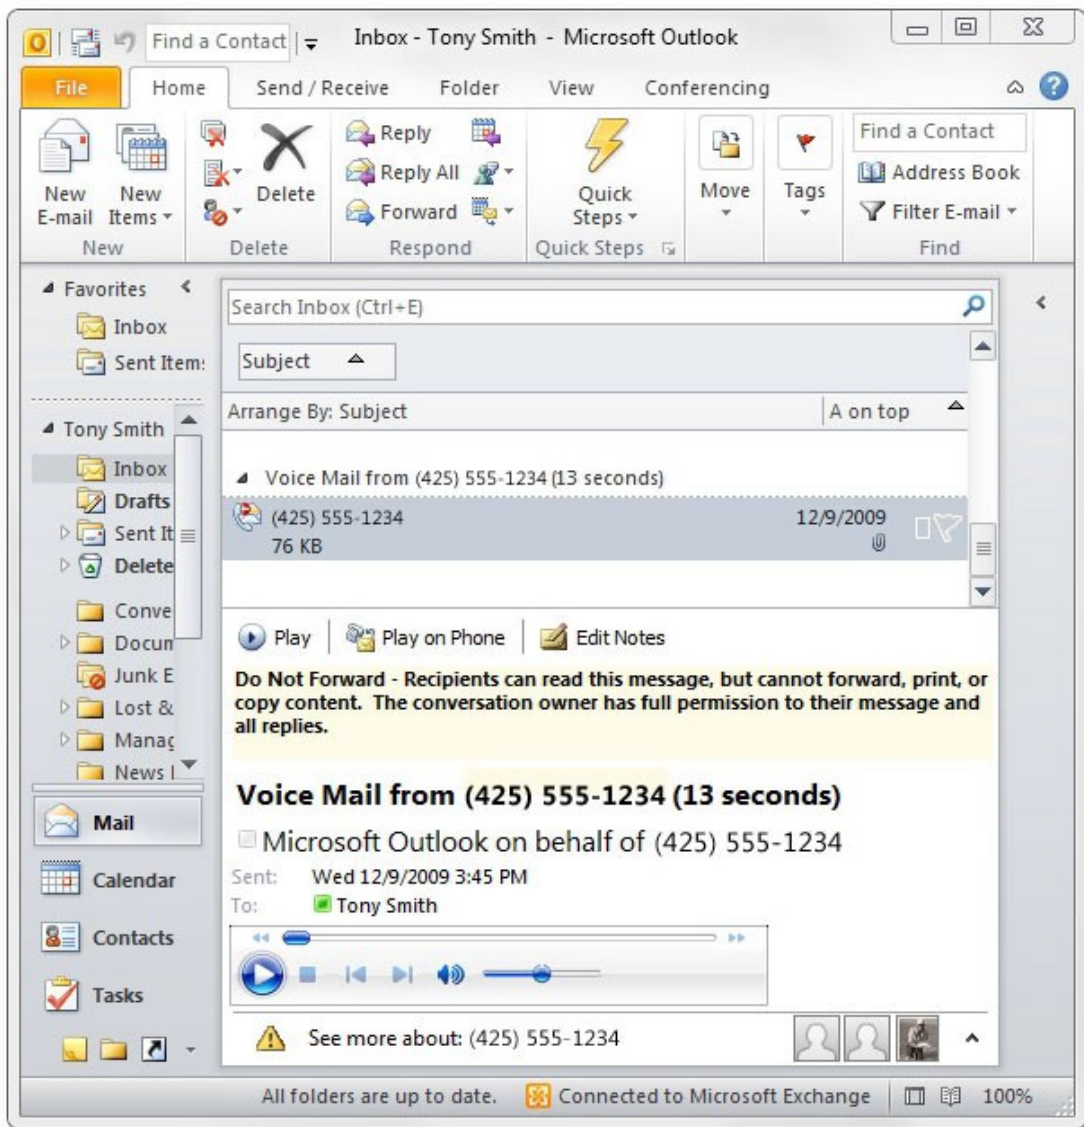 Find a Contact
Inbox - Tony Smith - Microsoft Outlook
File Home Send / Receive Folder View Conferencing
New E-mail
New Items
New
Delete
Delete
Reply
Reply All
Forward
Respond
Quick Steps
Quick Steps
Move
Tags
Find a Contact
Address Book
Filter E-mail
Find
Favorites
Inbox
Sent Items
Tony Smith
Inbox
Drafts
Sent It
Delete
Conve
Docum
Junk E
Lost &
Manag
News
Mail
Calendar
Contacts
Tasks
Search Inbox (Ctrl+E)
Subject
Arrange By: Subject A on top
Voice Mail from (425) 555-1234 (13 seconds)
(425) 555-1234 12/9/2009
76 KB
Play Play on Phone Edit Notes
Do Not Forward - Recipients can read this message, but cannot forward, print, or
copy content. The conversation owner has full permission to their message and
all replies.
Voice Mail from (425) 555-1234 (13 seconds)
Microsoft Outlook on behalf of (425) 555-1234
Sent: Wed 12/9/2009 3:45 PM
To: Tony Smith
See more about: (425) 555-1234
All folders are up to date. Connected to Microsoft Exchange 100%